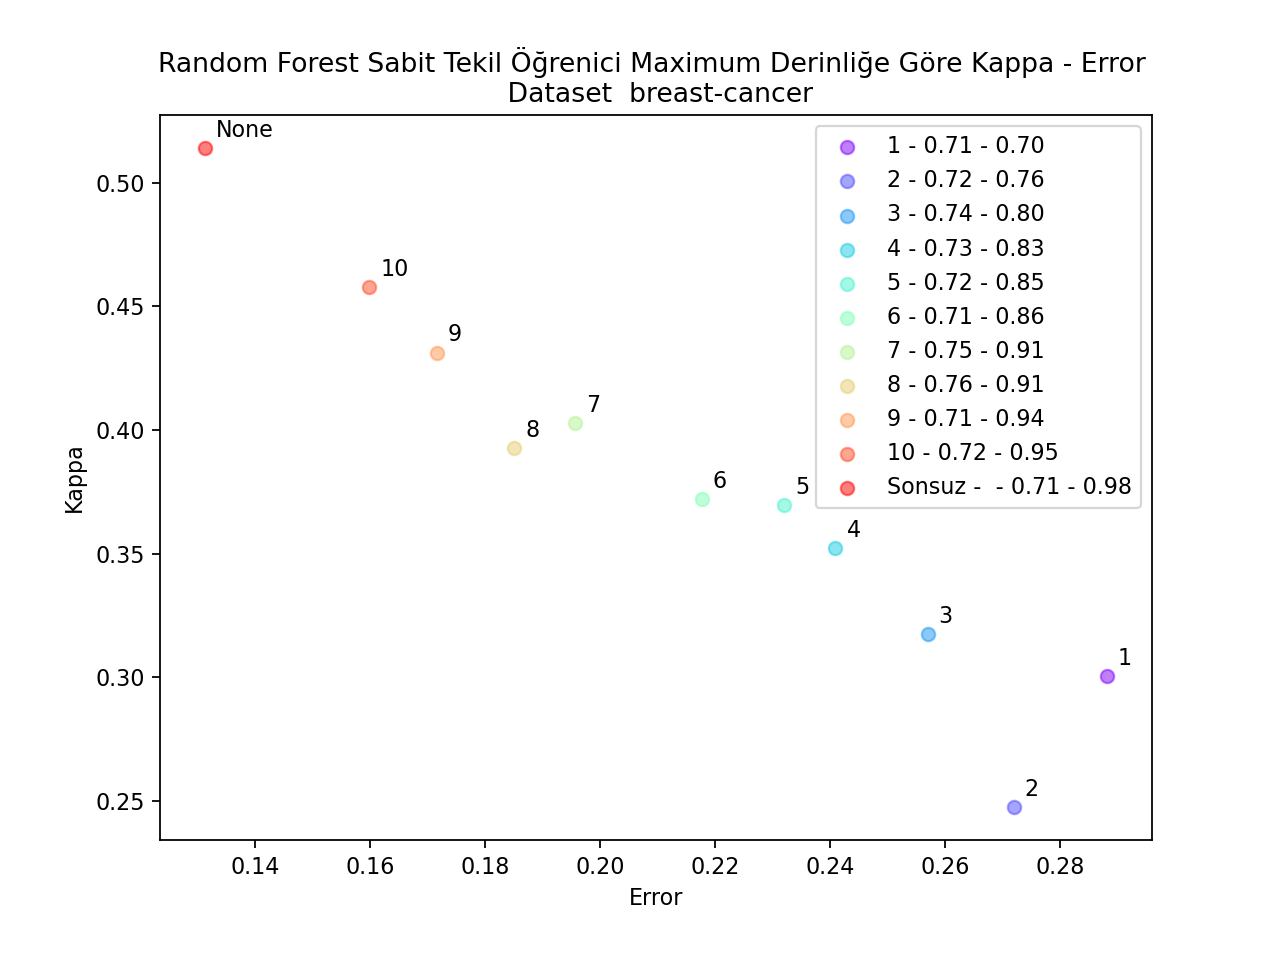 Random Forest Sabit Tekil Öğrenici Maximum Derinliğe Göre Kappa - Error
Dataset  breast-cancer
None
10
9
8
7
6
5
4
3
2
1
1 - 0.71 - 0.70
2 - 0.72 - 0.76
3 - 0.74 - 0.80
4 - 0.73 - 0.83
5 - 0.72 - 0.85
6 - 0.71 - 0.86
7 - 0.75 - 0.91
8 - 0.76 - 0.91
9 - 0.71 - 0.94
10 - 0.72 - 0.95
Sonsuz -  - 0.71 - 0.98
0.50
0.45
0.40
0.35
0.30
0.25
Kappa
0.14 0.16 0.18 0.20 0.22 0.24 0.26 0.28
Error